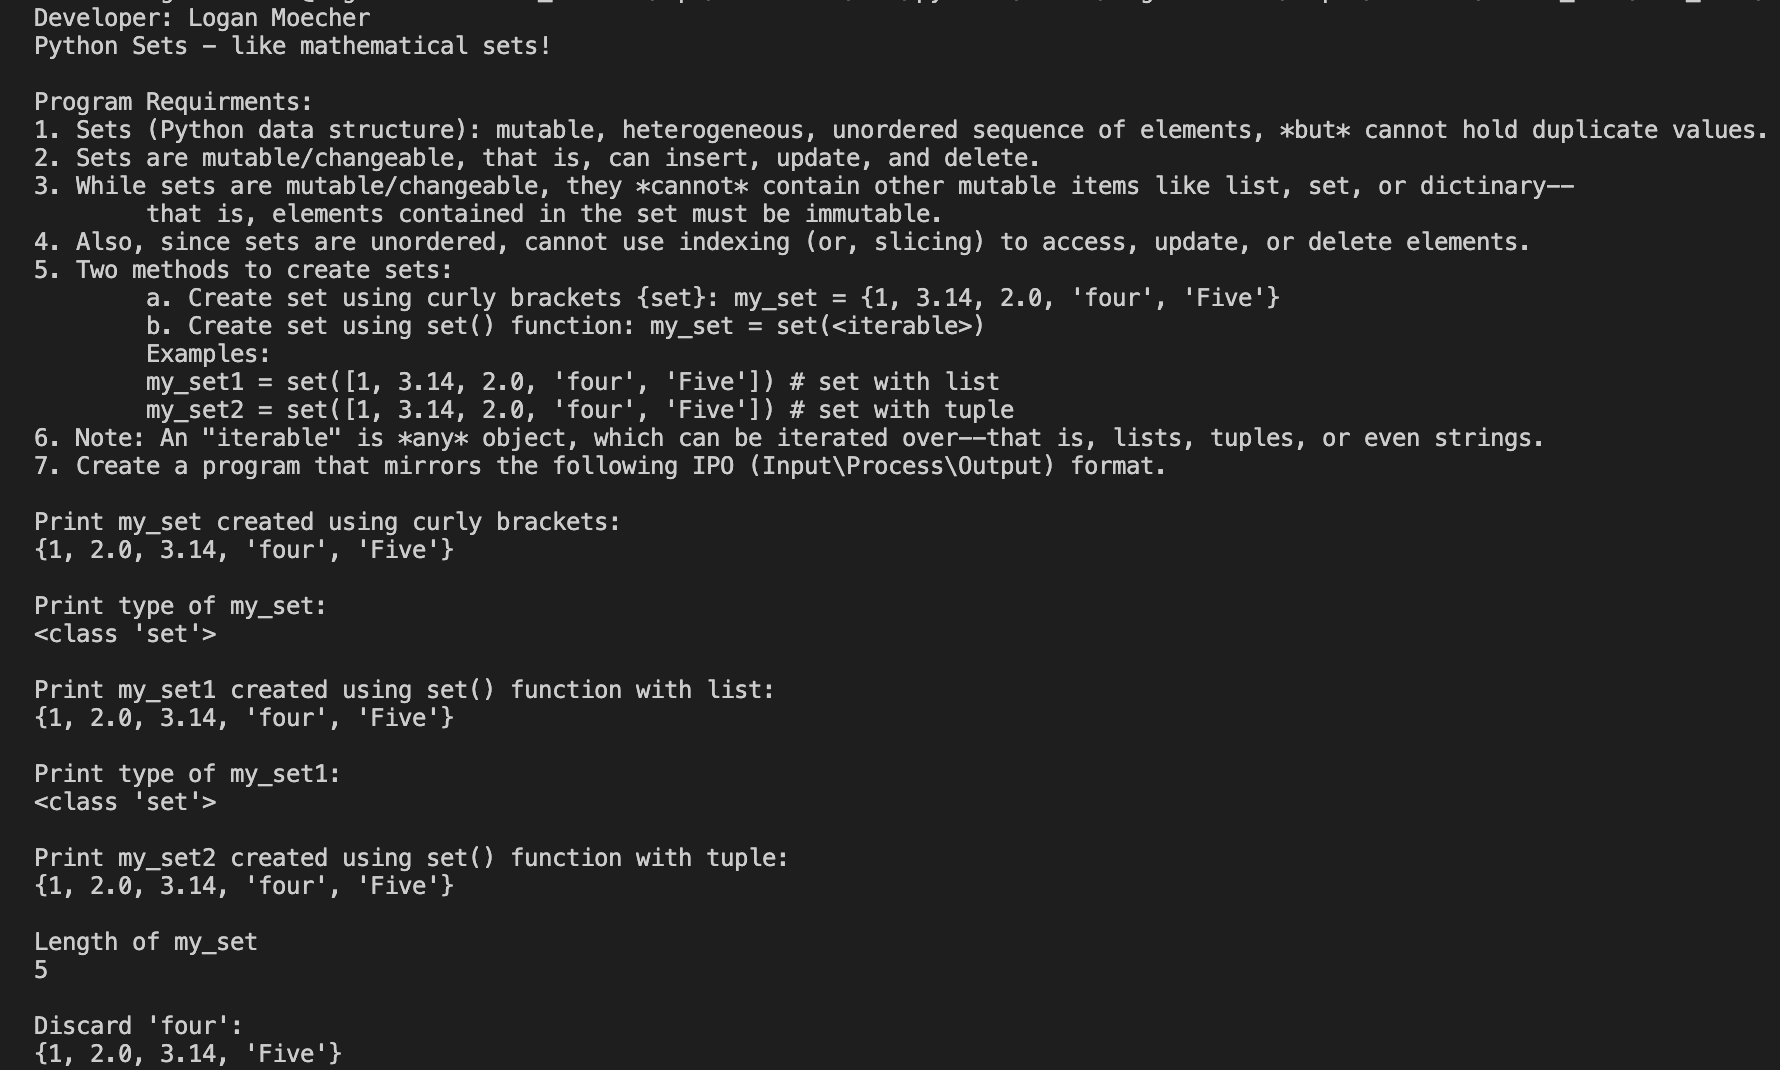 Developer: Logan Moecher
Python Sets - like mathematical sets!
Program Requirments:
1. Sets (Python data structure): mutable, heterogeneous, unordered sequence of elements, *but* cannot hold duplicate values.
2. Sets are mutable/changeable, that is, can insert, update, and delete.
3. While sets are mutable/changeable, they *cannot* contain other mutable items like list, set, or dictinary--
that is, elements contained in the set must be immutable.
4. Also, since sets are unordered, cannot use indexing (or, slicing) to access, update, or delete elements.
5. Two methods to create sets:
a. Create set using curly brackets {set}: my_set = {1, 3.14, 2.0, 'four', 'Five'}
b. Create set using set() function: my_set = set(<iterable>)
Examples:
my_set1 = set([1, 3.14, 2.0, 'four', 'Five']) # set with list
my_set2 = set([1, 3.14, 2.0, 'four', 'Five']) # set with tuple
6. Note: An "iterable" is *any* object, which can be iterated over--that is, lists, tuples, or even strings.
7. Create a program that mirrors the following IPO (Input\Process\Output) format.
Print my_set created using curly brackets:
{1, 2.0, 3.14, 'four', 'Five'}
Print type of my_set:
<class 'set'>
Print my_set1 created using set() function with list:
{1, 2.0, 3.14, 'four', 'Five'}
Print type of my_set1:
<class 'set'>
Print my_set2 created using set() function with tuple:
{1, 2.0, 3.14, 'four', 'Five'}
Length of my_set
5
Discard 'four':
{1, 2.0, 3.14, 'Five'}